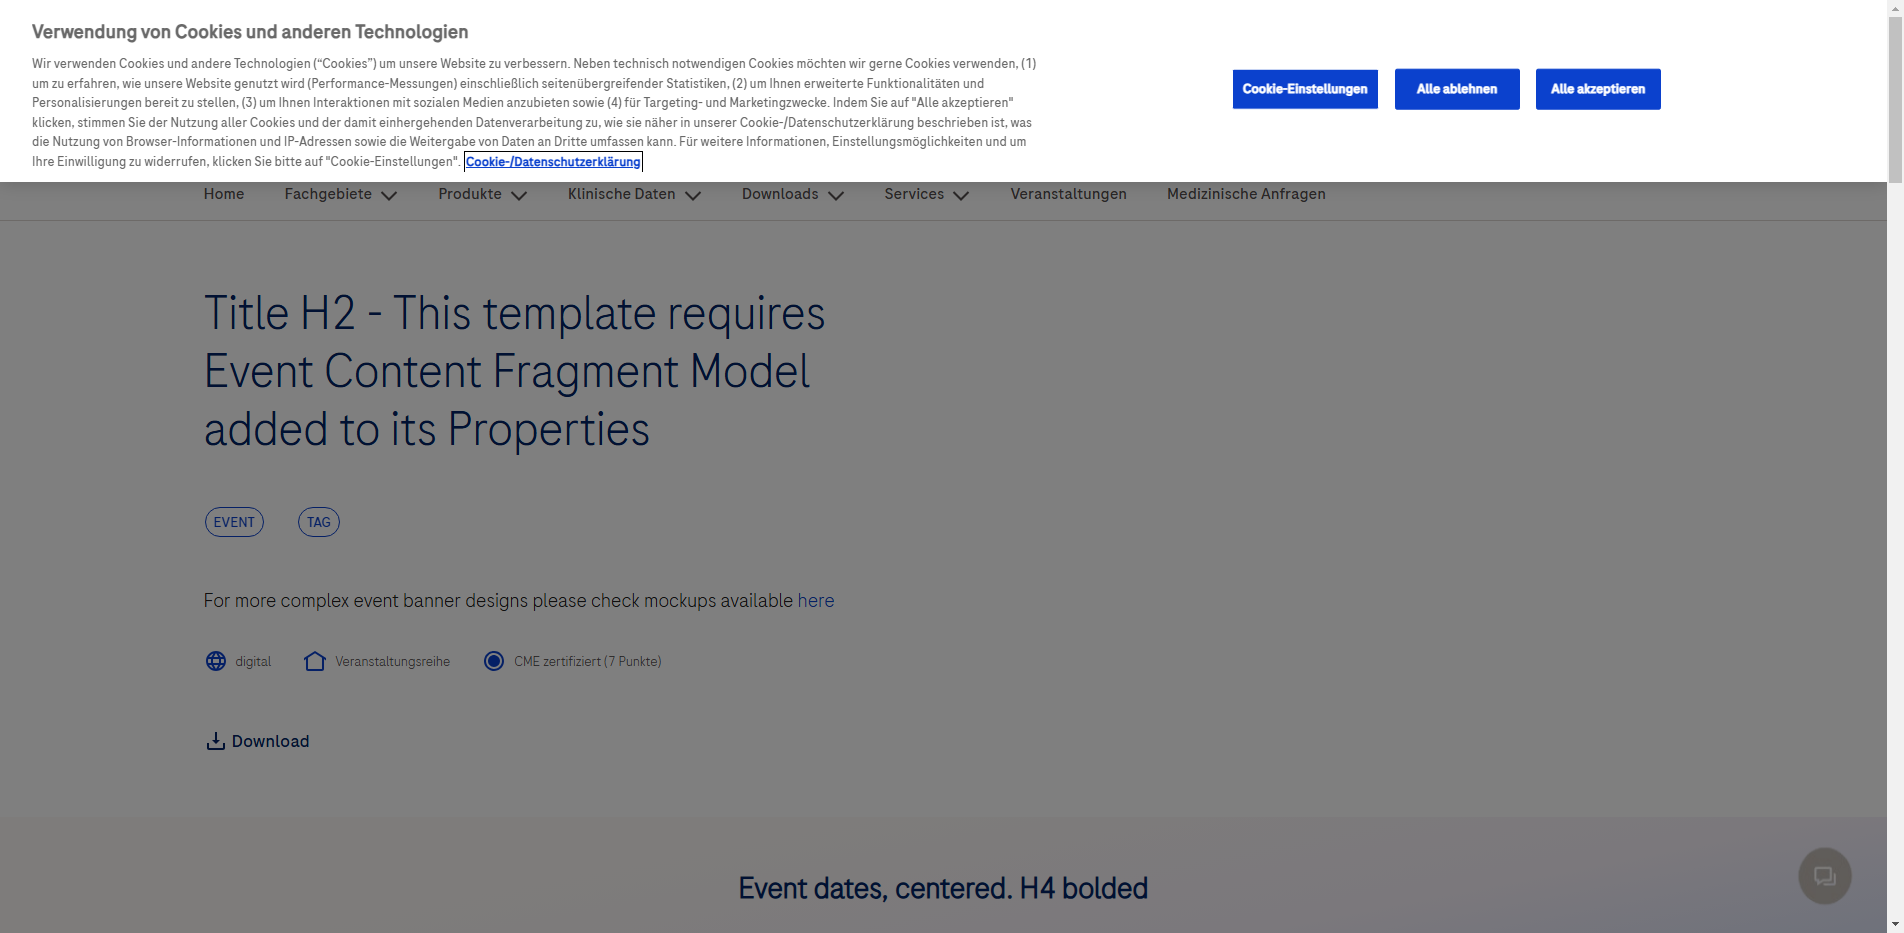 Verwendung von Cookies und anderen Technologien
Wir verwenden Cookies und andere Technologien (“Cookies”) um unsere Website zu verbessern. Neben technisch notwendigen Cookies möchten wir gerne Cookies verwenden, (1)
um zu erfahren, wie unsere Website genutzt wird (Performance-Messungen) einschließlich seitenübergreifender Statistiken, (2) um Ihnen erweiterte Funktionalitäten und
Personalisierungen bereit zu stellen, (3) um Ihnen Interaktionen mit sozialen Medien anzubieten sowie (4) für Targeting- und Marketingzwecke. Indem Sie auf "Alle akzeptieren"
klicken, stimmen Sie der Nutzung aller Cookies und der damit einhergehenden Datenverarbeitung zu, wie sie näher in unserer Cookie-/Datenschutzerklärung beschrieben ist, was
die Nutzung von Browser-Informationen und IP-Adressen sowie die Weitergabe von Daten an Dritte umfassen kann. Für weitere Informationen, Einstellungsmöglichkeiten und um
Ihre Einwilligung zu widerrufen, klicken Sie bitte auf "Cookie-Einstellungen". Cookie-/Datenschutzerklärung
Cookie-Einstellungen Alle ablehnen Alle akzeptieren
Home Fachgebiete Produkte Klinische Daten Downloads Services Veranstaltungen Medizinische Anfragen
Title H2 - This template requires
Event Content Fragment Model
added to its Properties
EVENT TAG
For more complex event banner designs please check mockups available here
digital Veranstaltungsreihe CME zertifiziert (7 Punkte)
Download
Event dates, centered. H4 bolded